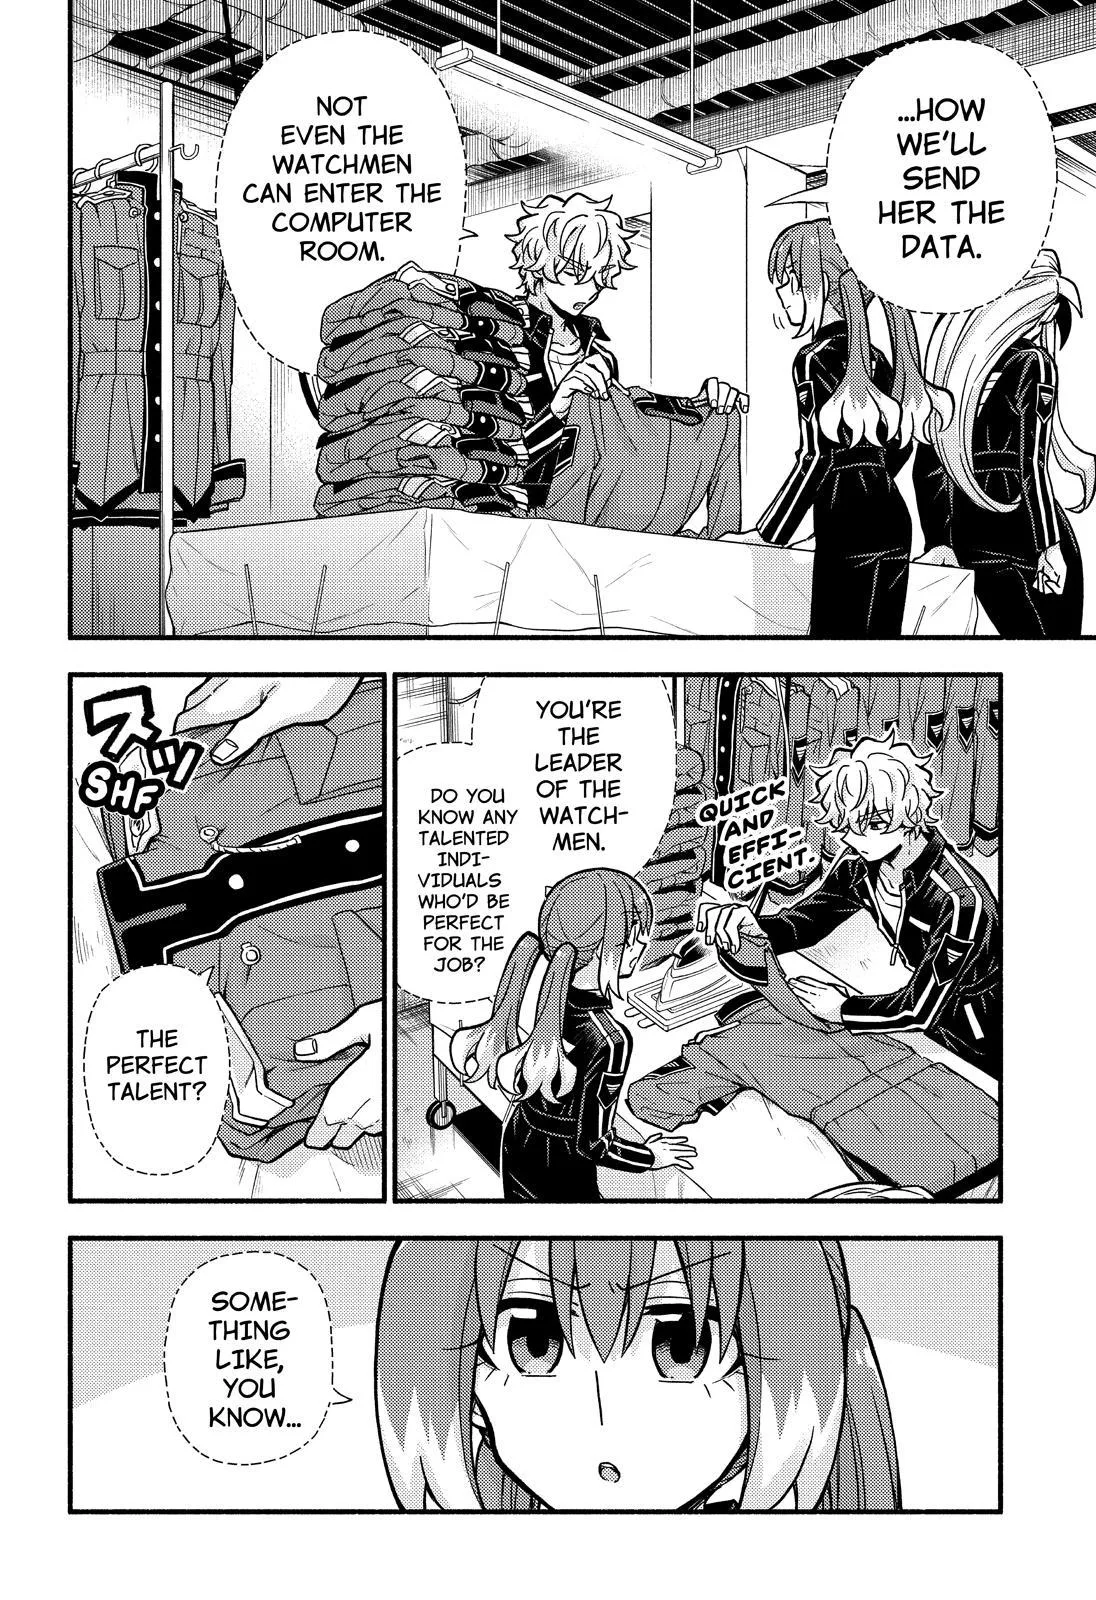 ...HOW
WE'LL
SEND
HER THE
DATA.
NOT
EVEN THE
WATCHMEN
CAN ENTER THE
COMPUTER
ROOM.
YOU'RE
THE
LEADER
OF THE
WATCH-
MEN.
DO YOU
KNOW ANY
TALENTED
INDI-
VIDUALS
WHO'D BE
PERFECT
FOR THE
JOB?
QUICK
AND
EFFI-
CIENT.
スッ
SHF
THE
PERFECT
TALENT?
SOME-
THING
LIKE,
YOU
KNOW...